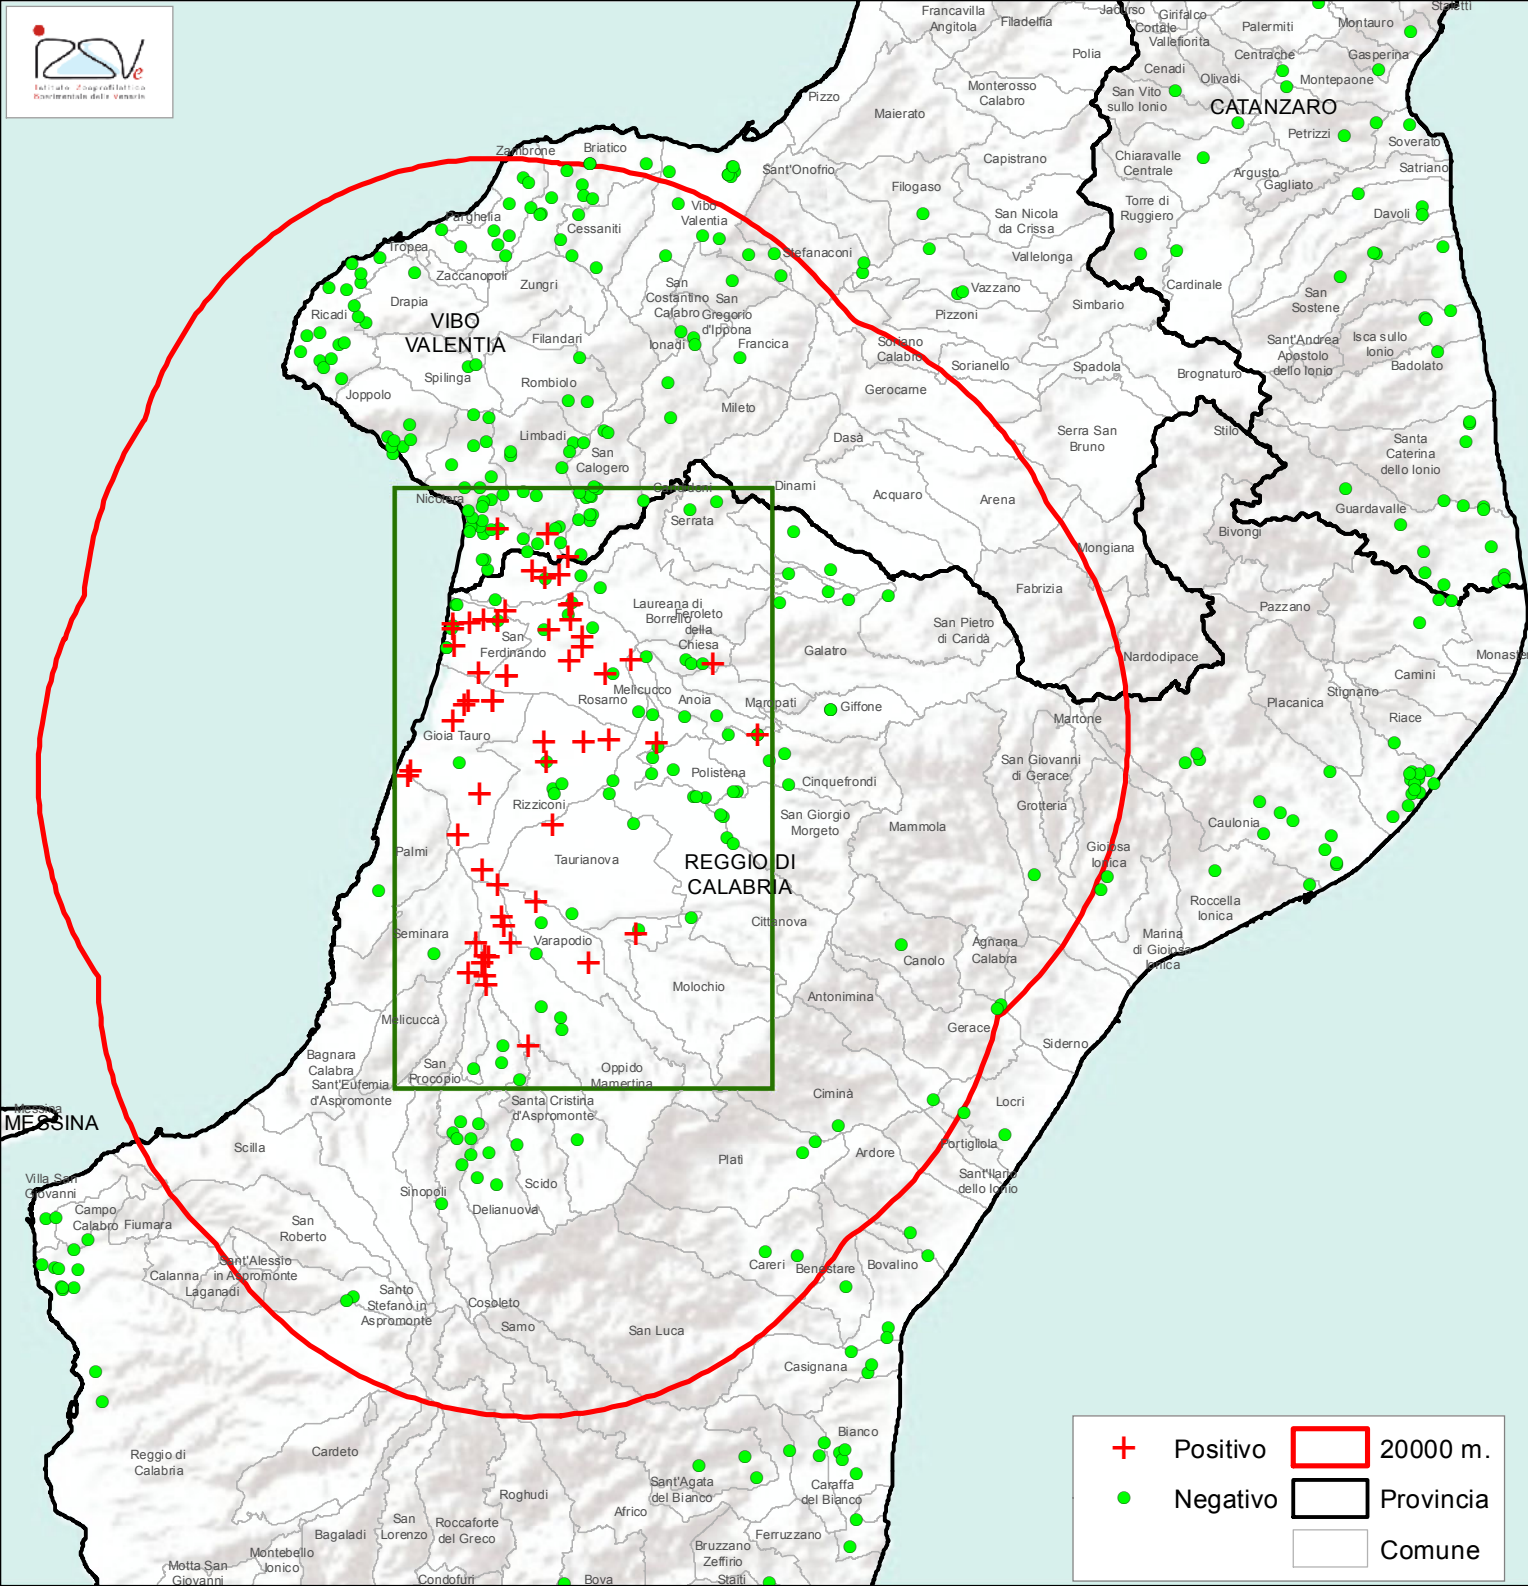 IZSVe
Istituto Zooprofilattico
Sperimentale delle Venezie
Francavilla
Angitola
Filadelfia
Jacurso
Cortale
Girifalco
Vallefiorita
Palermiti
Montauro
Staletti
Polia
Centrache
Gasperina
Cenadi
Olivadi
Montepaone
San Vito
sullo Ionio
CATANZARO
Pizzo
Monterosso
Calabro
Maierato
Petrizzi
Soverato
Zambrone
Briatico
Sant'Onofrio
Capistrano
Chiaravalle
Centrale
Argusto
Gagliato
Satriano
Filogaso
Torre di
Ruggiero
Davoli
Parghelia
Vibo
Valentia
Cessaniti
San Nicola
da Crissa
Tropea
Stefanaconi
Vallelonga
Zaccanopoli
Zungri
San
Costantino
Calabro
San
Gregorio
d'Ippona
Vazzano
Pizzoni
Simbario
Cardinale
San
Sostene
Drapia
Ricadi
VIBO
VALENTIA
Filandari
Ionadi
Francica
Soriano
Calabro
Sorianello
Spadola
Brognaturo
Sant'Andrea
Apostolo
dello Ionio
Isca sullo
Ionio
Badolato
Spilinga
Rombiolo
Joppolo
Gerocarne
Mileto
Limbadi
Dasà
Serra San
Bruno
Stilo
San
Calogero
Santa
Caterina
dello Ionio
Nicotera
Dinami
Acquaro
Arena
Guardavalle
Serrata
Bivongi
Mongiana
Fabrizia
Pazzano
Laureana di
Borrello
Feroleto
della
Chiesa
San Pietro
di Caridà
San
Ferdinando
Galatro
Nardodipace
Camini
Rosarno
Melicucco
Anoia
Maropati
Giffone
Martone
Placanica
Stignano
Riace
Gioia Tauro
San Giovanni
di Gerace
Polistena
Cinquefrondi
Grotteria
Rizziconi
San Giorgio
Morgeto
Mammola
Caulonia
Palmi
Taurianova
REGGIO DI
CALABRIA
Gioiosa
Ionica
Roccella
Ionica
Seminara
Varapodio
Cittanova
Agnana
Calabra
Canolo
Marina
di Gioiosa
Ionica
Molochio
Antonimina
Melicuccà
Gerace
Siderno
Bagnara
Calabra
San
Procopio
Oppido
Mamertina
Sant'Eufemia
d'Aspromonte
Santa Cristina
d'Aspromonte
Ciminà
Locri
Messina
MESSINA
Scilla
Platì
Ardore
Portigliola
Sant'Ilario
dello Ionio
Villa San
Giovanni
Sinopoli
Scido
Delianuova
Campo
Calabro
Fiumara
San
Roberto
Calanna
Laganadi
Sant'Alessio
in Aspromonte
Careri
Benestare
Bovalino
Santo
Stefano in
Aspromonte
Cosoleto
Samo
San Luca
Casignana
Reggio di
Calabria
Cardeto
Bianco
Sant'Agata
del Bianco
Caraffa
del Bianco
Roghudi
Africo
San
Lorenzo
Roccaforte
del Greco
Bagaladi
Ferruzzano
Bruzzano
Zeffirio
Montebello
Ionico
Motta San
Giovanni
Condofuri
Bova
Staiti
Positivo
20000 m.
Negativo
Provincia
Comune